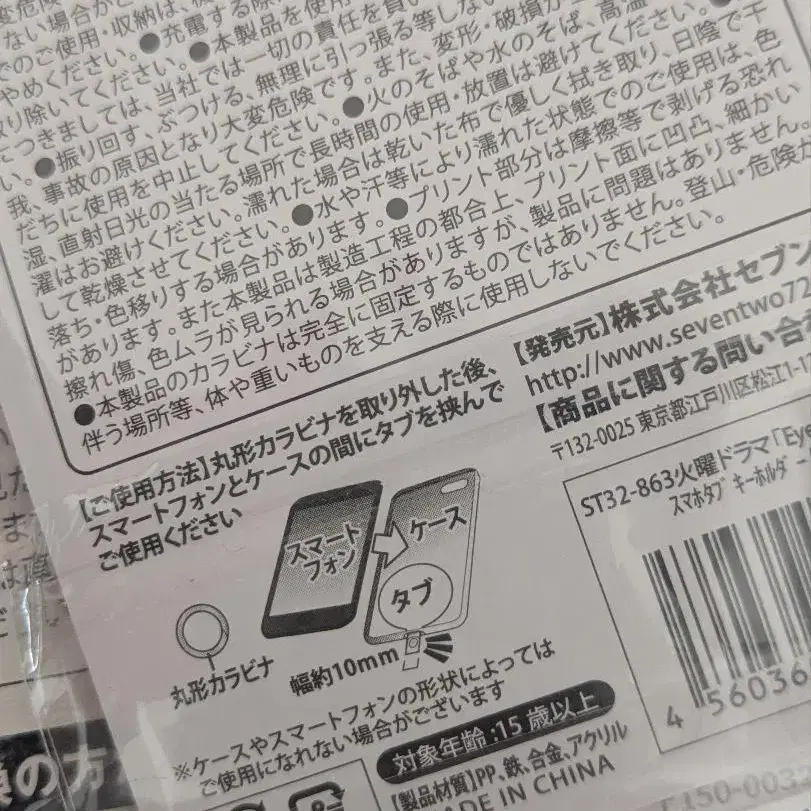 ない場合が
のご使用・収納は、
やめください。●充電する際
取り除いてください。●本製品を使用
につきましては、当社では一切の責任を負い
い。●振り回す、ぶつける、無理に引っ張る等しない
我、事故の原因となり大変危険です。また、変形・破損が
だちに使用を中止してください。●火のそばや水のそば、高温
湿、直射日光の当たる場所で長時間の使用・放置は避けてください。
濯はお避けください。濡れた場合は乾いた布で優しく拭き取り、日陰で干
して乾燥させてください。●水や汗等により濡れた状態でのご使用は、色
落ち・色移りする場合があります。●プリント部分は摩擦等で剥げる恐れ
があります。また本製品は製造工程の都合上、プリント面に凹凸、細かい
擦れ傷、色ムラが見られる場合がありますが、製品に問題はありません。
●本製品のカラビナは完全に固定するものではありません。登山・危険が
伴う場所等、体や重いものを支える際に使用しないでください。
【ご使用方法】丸形カラビナを取り外した後、
スマートフォンとケースの間にタブを挟んで
ご使用ください
スマート
フォン
ケース
タブ
丸形カラビナ
幅約10mm
※ケースやスマートフォンの形状によっては
ご使用になれない場合がございます
対象年齢:15歳以上
【製品材質】PP、鉄、合金、アクリル
MADE IN CHINA
【発売元】株式会社セブン
http://www.seventwo72
【商品に関する問い合
〒132-0025 東京都江戸川区松江1-1
ST32-863火曜ドラマ「Eye
スマホタブ キーホルダー
4 56036
〒150-003
換の方